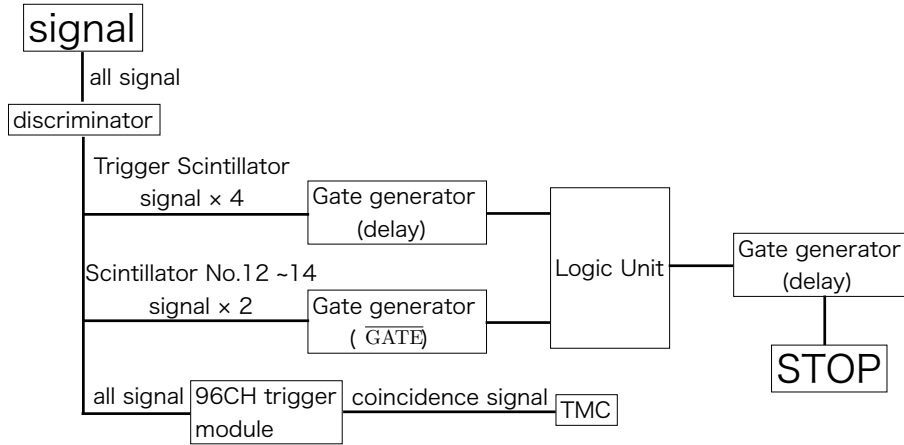 signal
all signal
discriminator
Trigger Scintillator
signal × 4
Gate generator
(delay)
Scintillator No.12 ~14
signal × 2
Gate generator
( GATE)
Logic Unit
Gate generator
(delay)
STOP
all signal
96CH trigger
module
coincidence signal
TMC